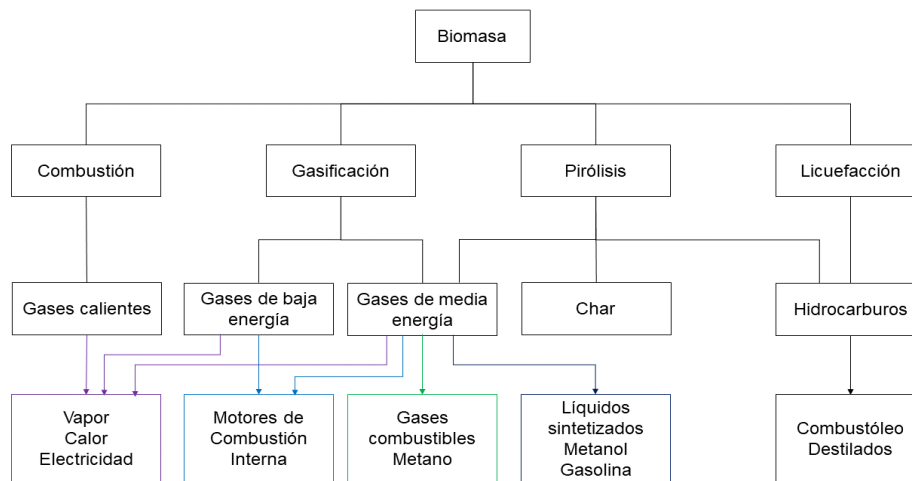 Biomasa
Combustión
Gasificación
Pirólisis
Licuefacción
Gases calientes
Gases de baja
energía
Gases de media
energía
Char
Hidrocarburos
Vapor
Calor
Electricidad
Motores de
Combustión
Interna
Gases
combustibles
Metano
Líquidos
sintetizados
Metanol
Gasolina
Combustóleo
Destilados